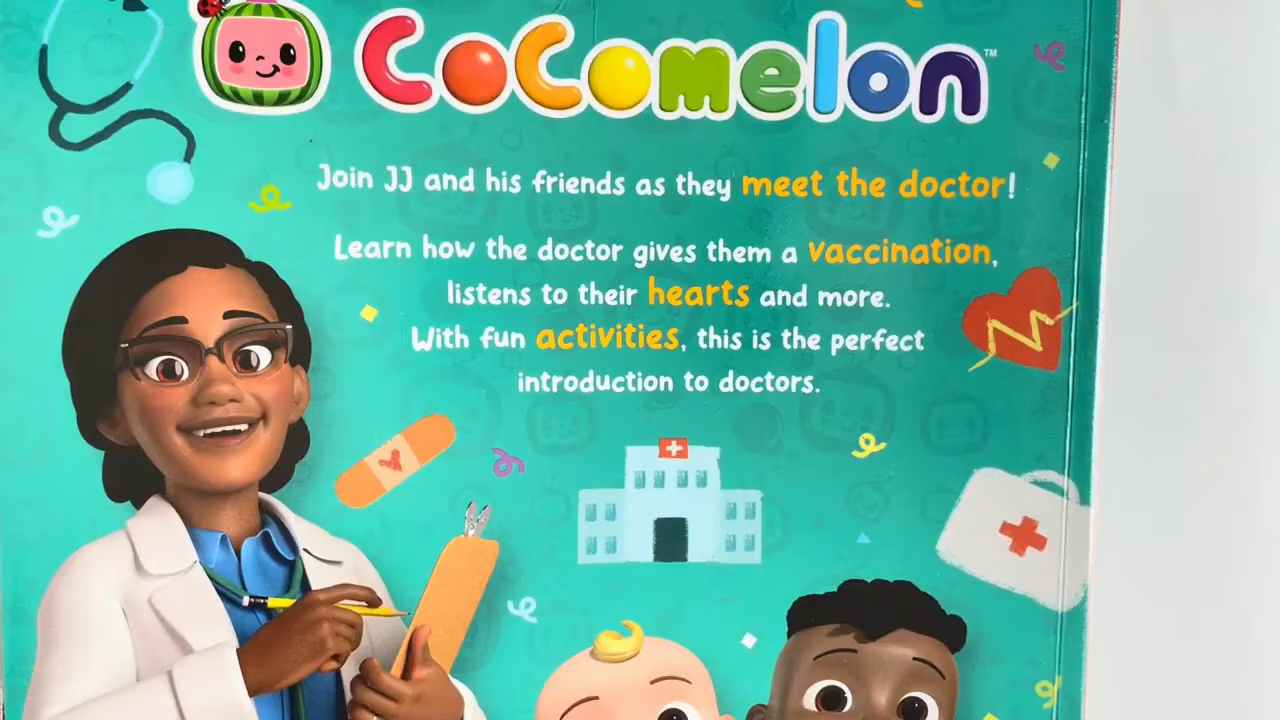 CoComelon™
Join JJ and his friends as they meet the doctor!
Learn how the doctor gives them a vaccination,
listens to their hearts and more.
With fun activities, this is the perfect
introduction to doctors.